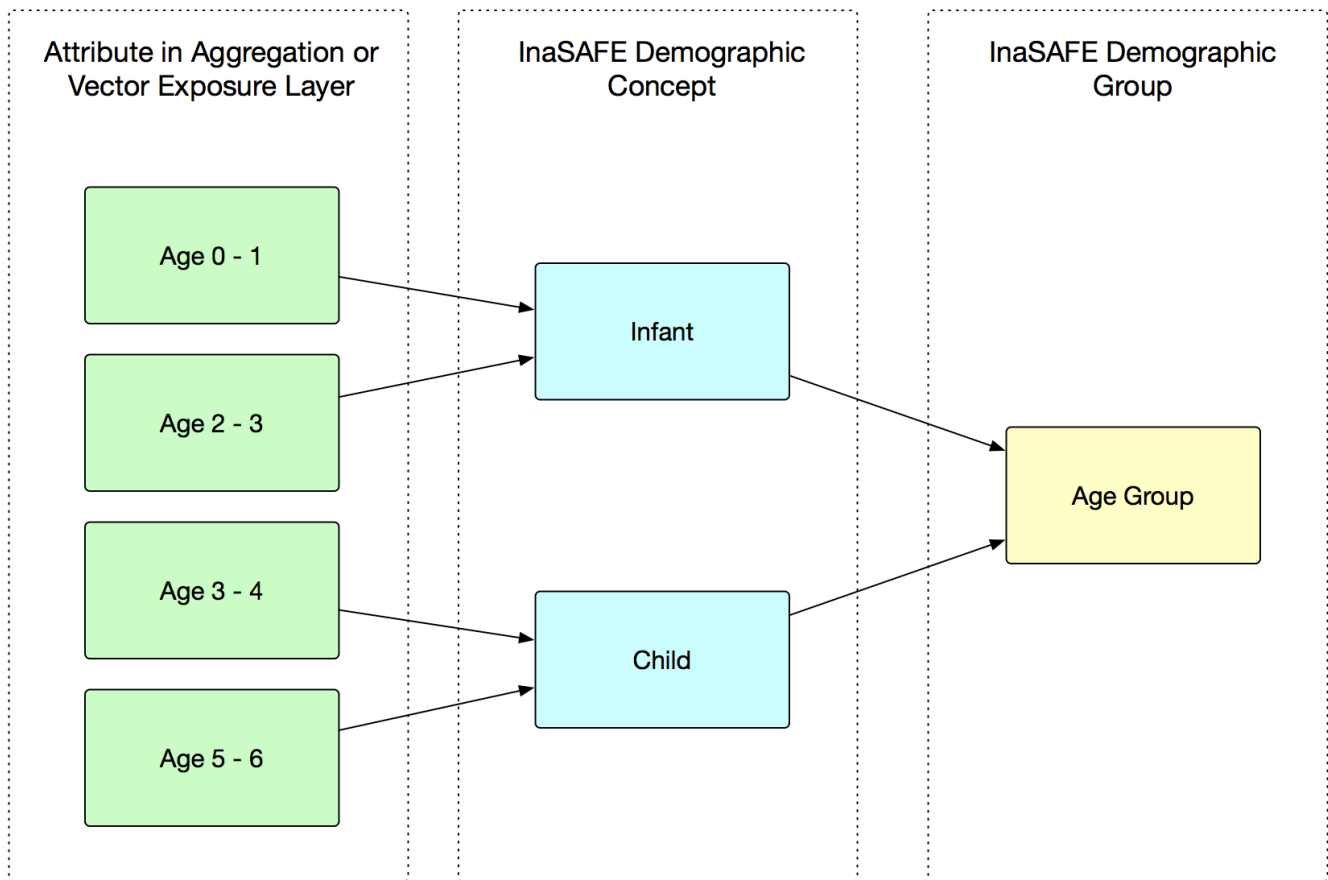 Attribute in Aggregation or
Vector Exposure Layer
InaSAFE Demographic
Concept
InaSAFE Demographic
Group
Age 0 - 1
Age 2 - 3
Age 3 - 4
Age 5 - 6
Infant
Child
Age Group